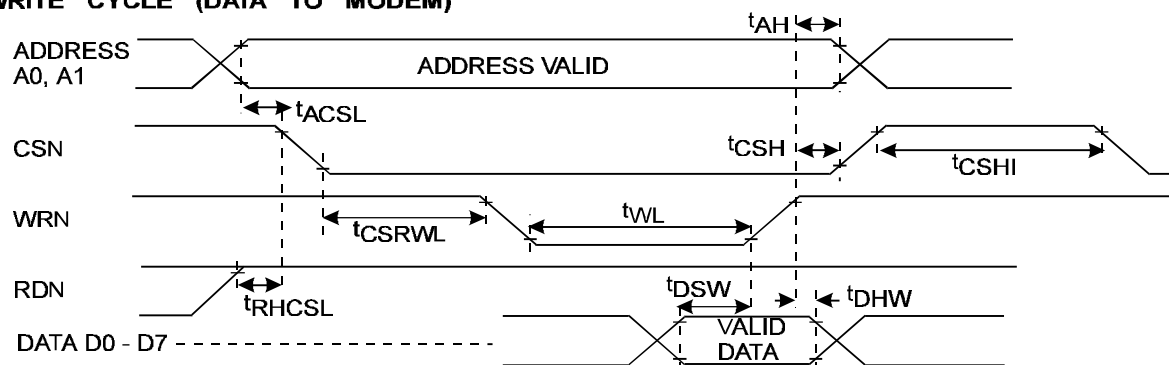 WRITE CYCLE (DATA TO MODEM)
tAH
ADDRESS
A0, A1
ADDRESS VALID
tACSL
CSN
tCSH
tCSHI
WRN
tCSRWL
tWL
RDN
tRHCSL
tDSW
tDHW
DATA D0 - D7
VALID
DATA